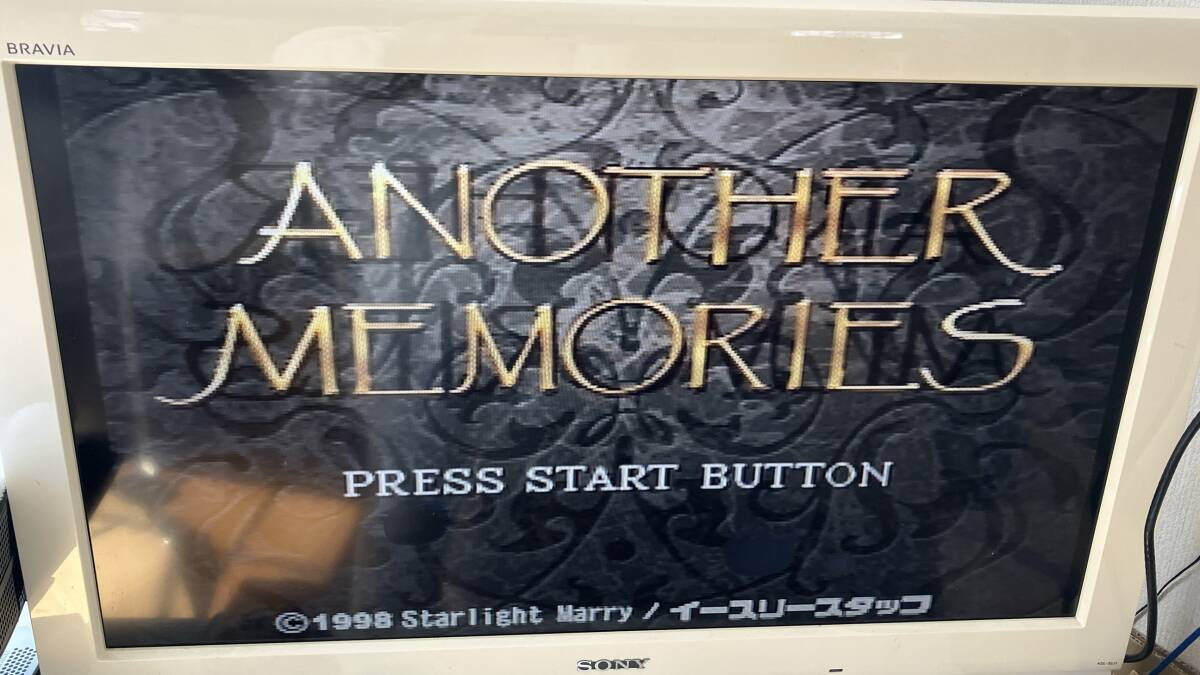 BRAVIA
ANOTHER
MEMORIES
PRESS START BUTTON
©1998 Starlight Marry / イースリースタッフ
SONY